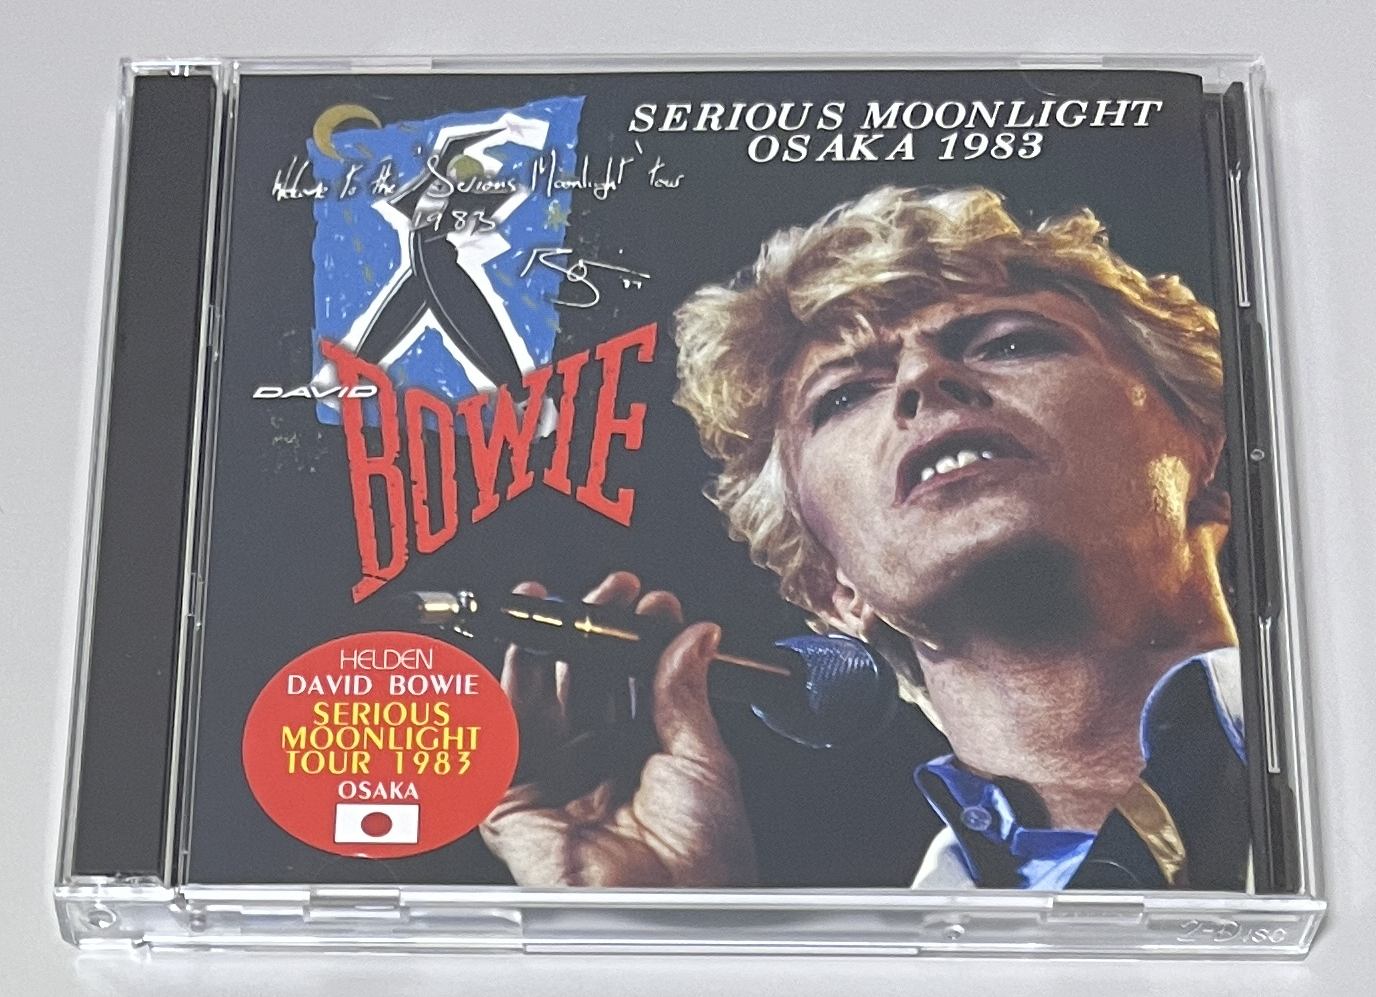 SERIOUS MOONLIGHT
OSAKA 1983
Welcome to the "Serious Moonlight" tour
1983
Bowie
DAVID
BOWIE
HELDEN
DAVID BOWIE
SERIOUS
MOONLIGHT
TOUR 1983
OSAKA
2-Disc